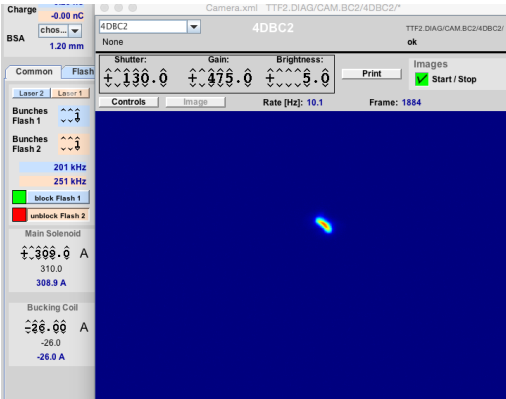 Charge
-0.00 nC
BSA
chos...
1.20 mm
Common
Flash
Laser 2
Laser 1
Bunches
Flash 1
1
Bunches
Flash 2
1
201 kHz
251 kHz
block Flash 1
unblock Flash 2
Main Solenoid
+309.0 A
310.0
308.9 A
Bucking Coil
-26.00 A
-26.0
-26.0 A
Camera.xml TTF2.DIAG/CAM.BC2/4DBC2/*
4DBC2
4DBC2
TTF2.DIAG/CAM.BC2/4DBC2/
None
ok
Shutter:
Gain:
Brightness:
+130.0
+475.0
+5.0
Print
Images
Start / Stop
Controls
Image
Rate [Hz]: 10.1
Frame: 1884